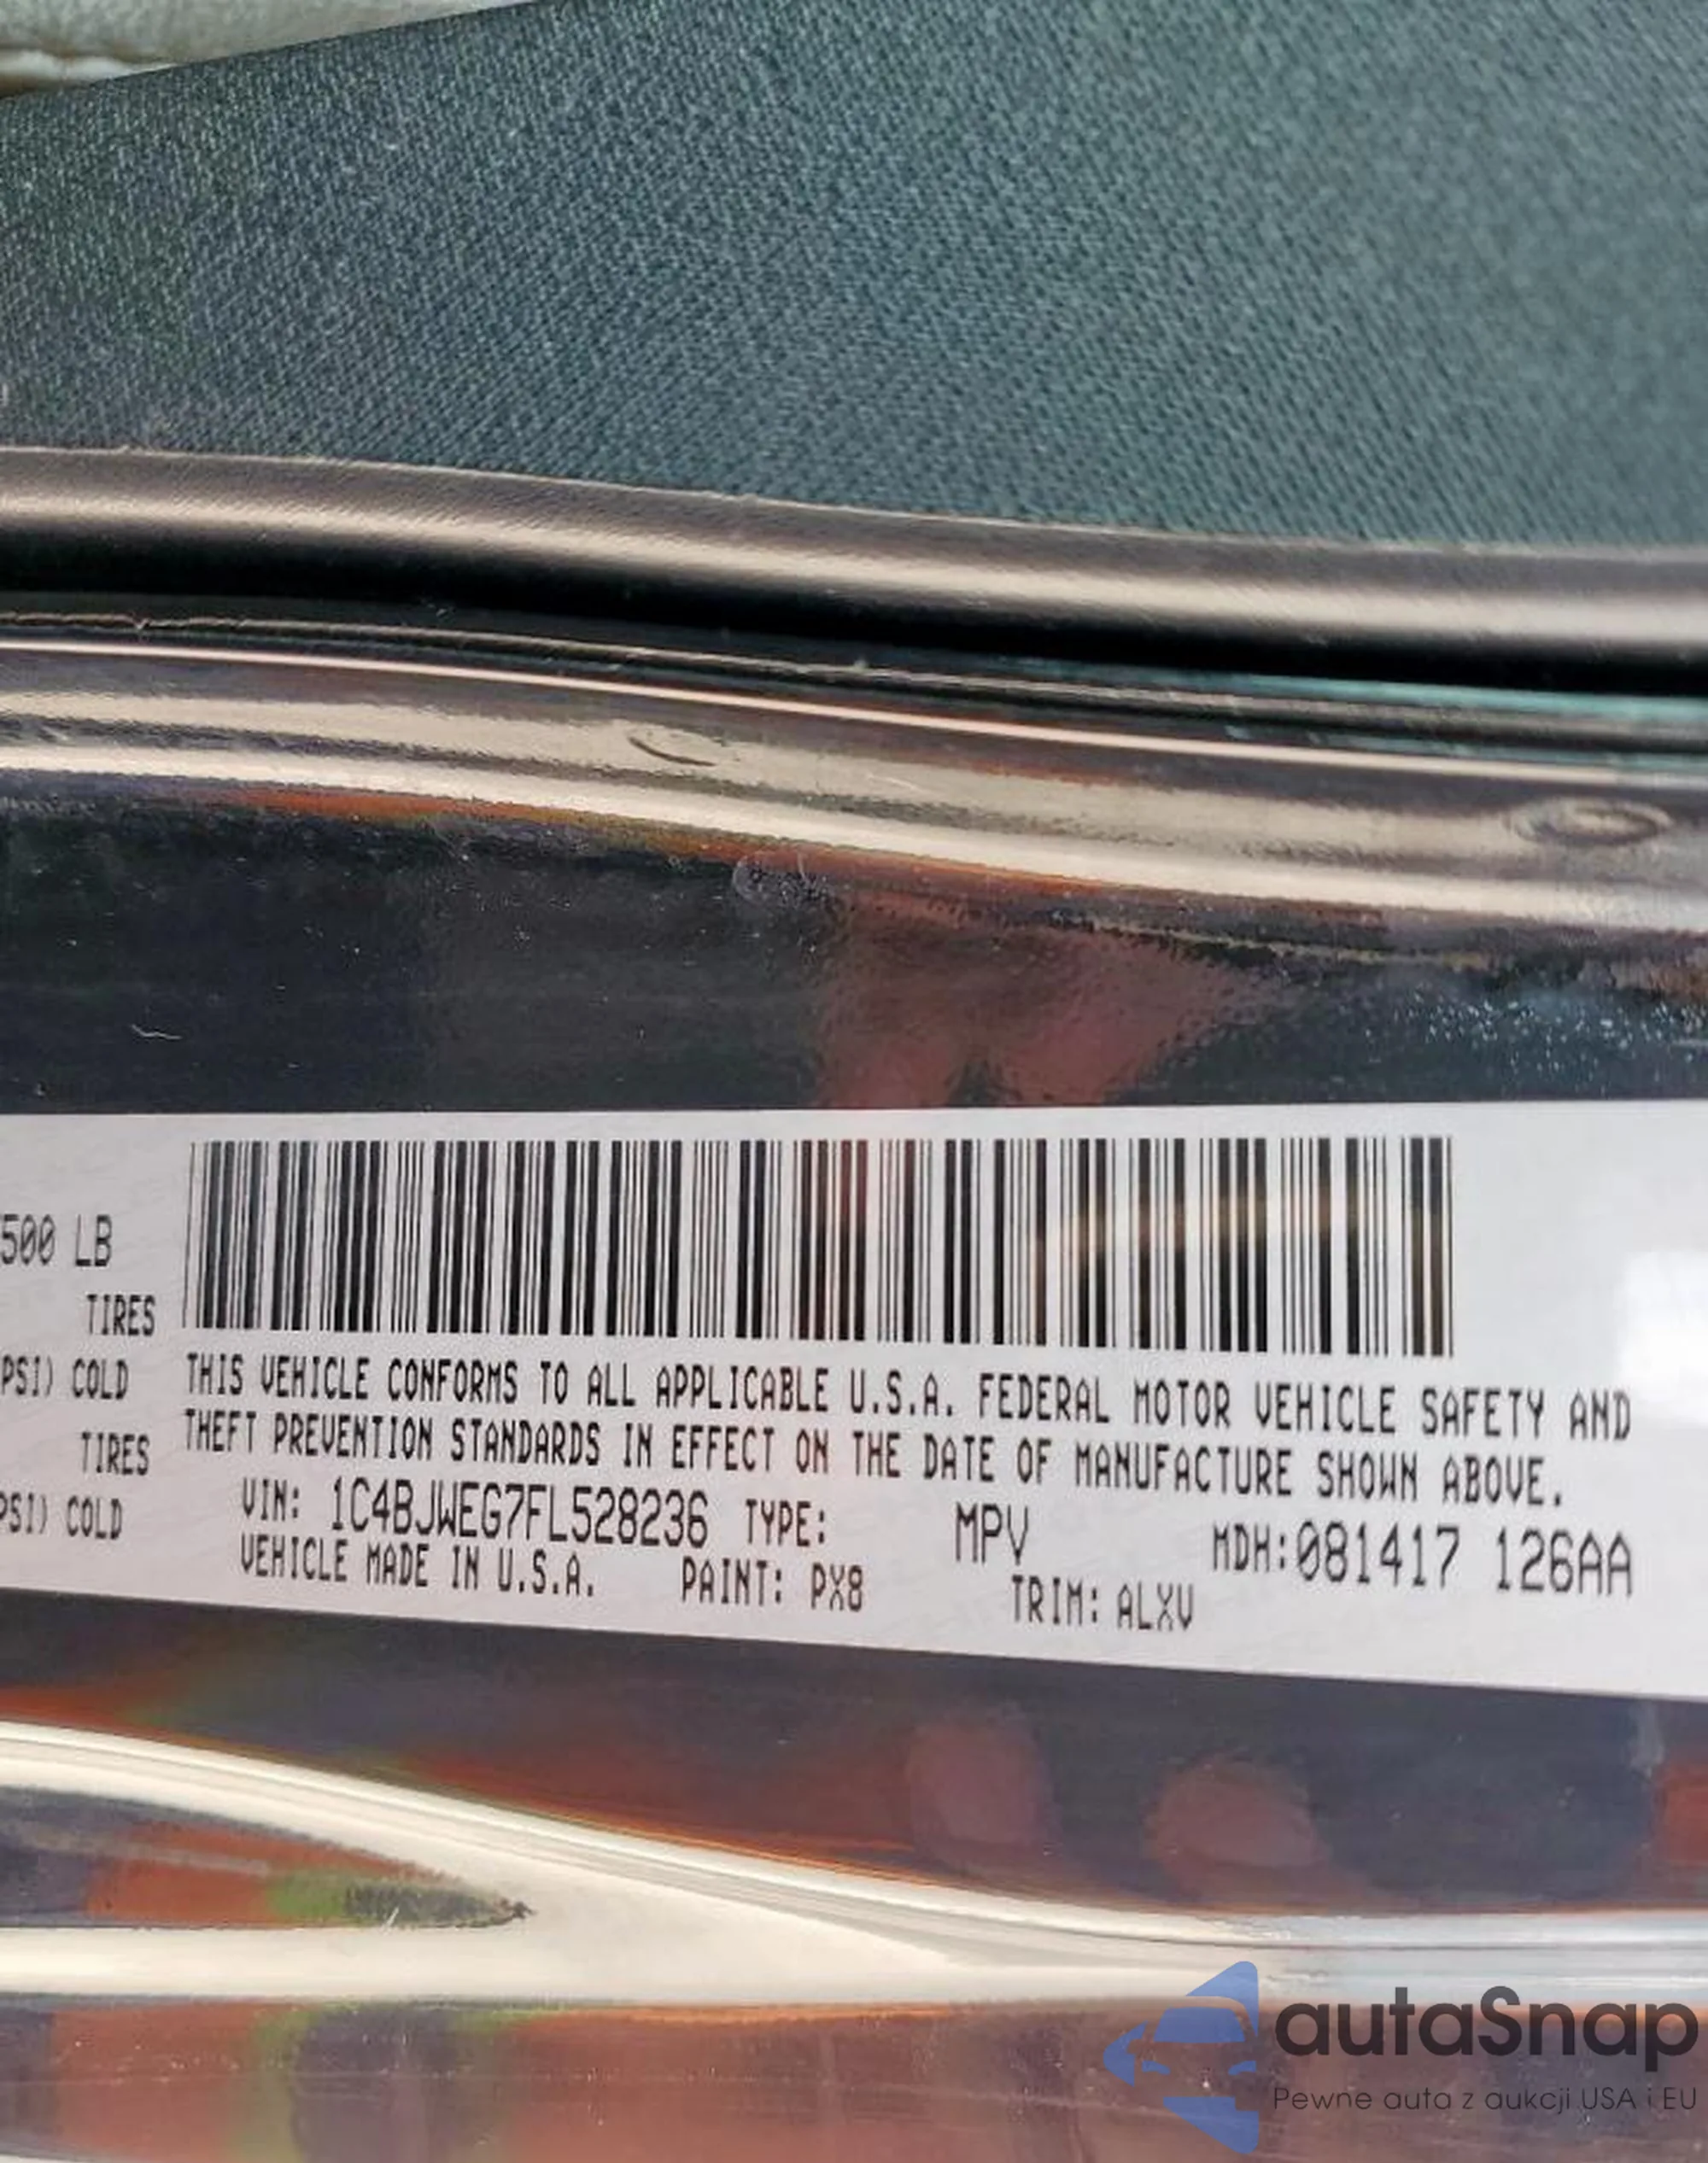 500 LB
TIRES
PSI) COLD
TIRES
PSI) COLD
THIS VEHICLE CONFORMS TO ALL APPLICABLE U.S.A. FEDERAL MOTOR VEHICLE SAFETY AND
THEFT PREVENTION STANDARDS IN EFFECT ON THE DATE OF MANUFACTURE SHOWN ABOVE.
VIN: 1C4BJWEG7FL528236 TYPE: MPV MDH:081417 126AA
VEHICLE MADE IN U.S.A. PAINT: PX8 TRIM: ALXV
autaSnap
Pewne auta z aukcji USA i EU